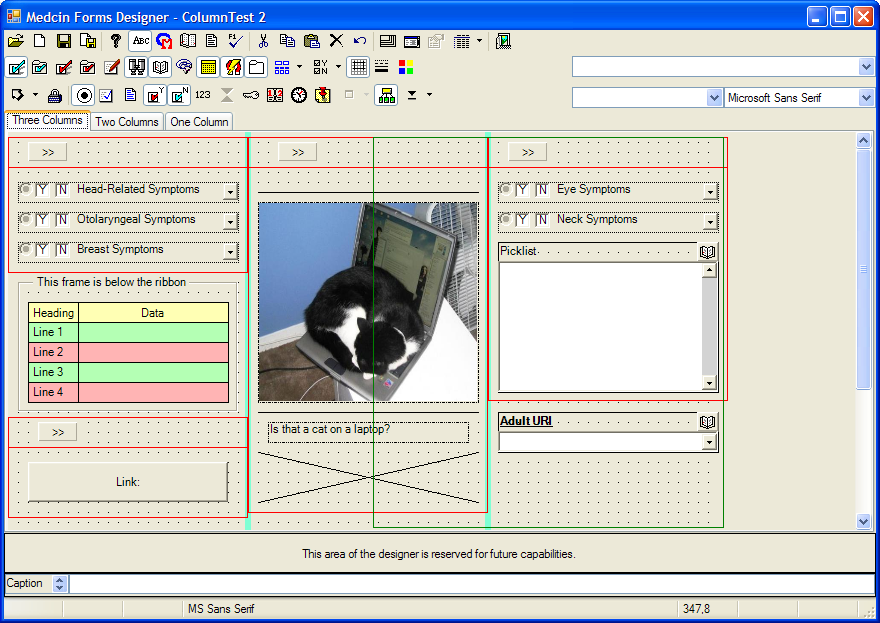 Medcin Forms Designer - ColumnTest 2
? ABC F1
Y N 123
Y N
Microsoft Sans Serif
Three Columns Two Columns One Column
>> >> >>
Y N Head-Related Symptoms
Y N Otolaryngeal Symptoms
Y N Breast Symptoms
This frame is below the ribbon
Heading Data
Line 1
Line 2
Line 3
Line 4
>>
Link:
Is that a cat on a laptop?
Y N Eye Symptoms
Y N Neck Symptoms
Picklist
Adult URI
This area of the designer is reserved for future capabilities.
Caption
MS Sans Serif 347,8